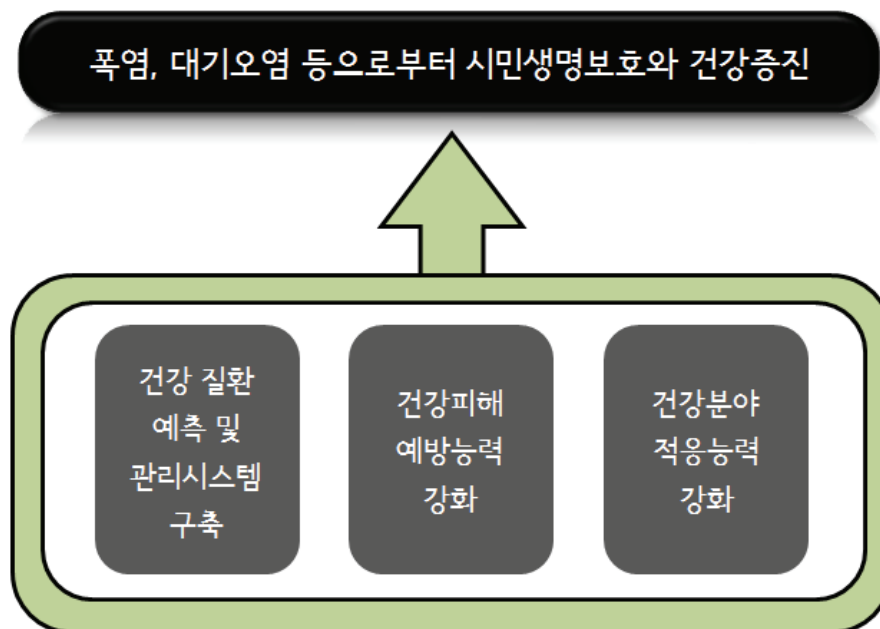 폭염, 대기오염 등으로부터 시민생명보호와 건강증진
건강 질환
예측 및
관리시스템
구축
건강피해
예방능력
강화
건강분야
적응능력
강화